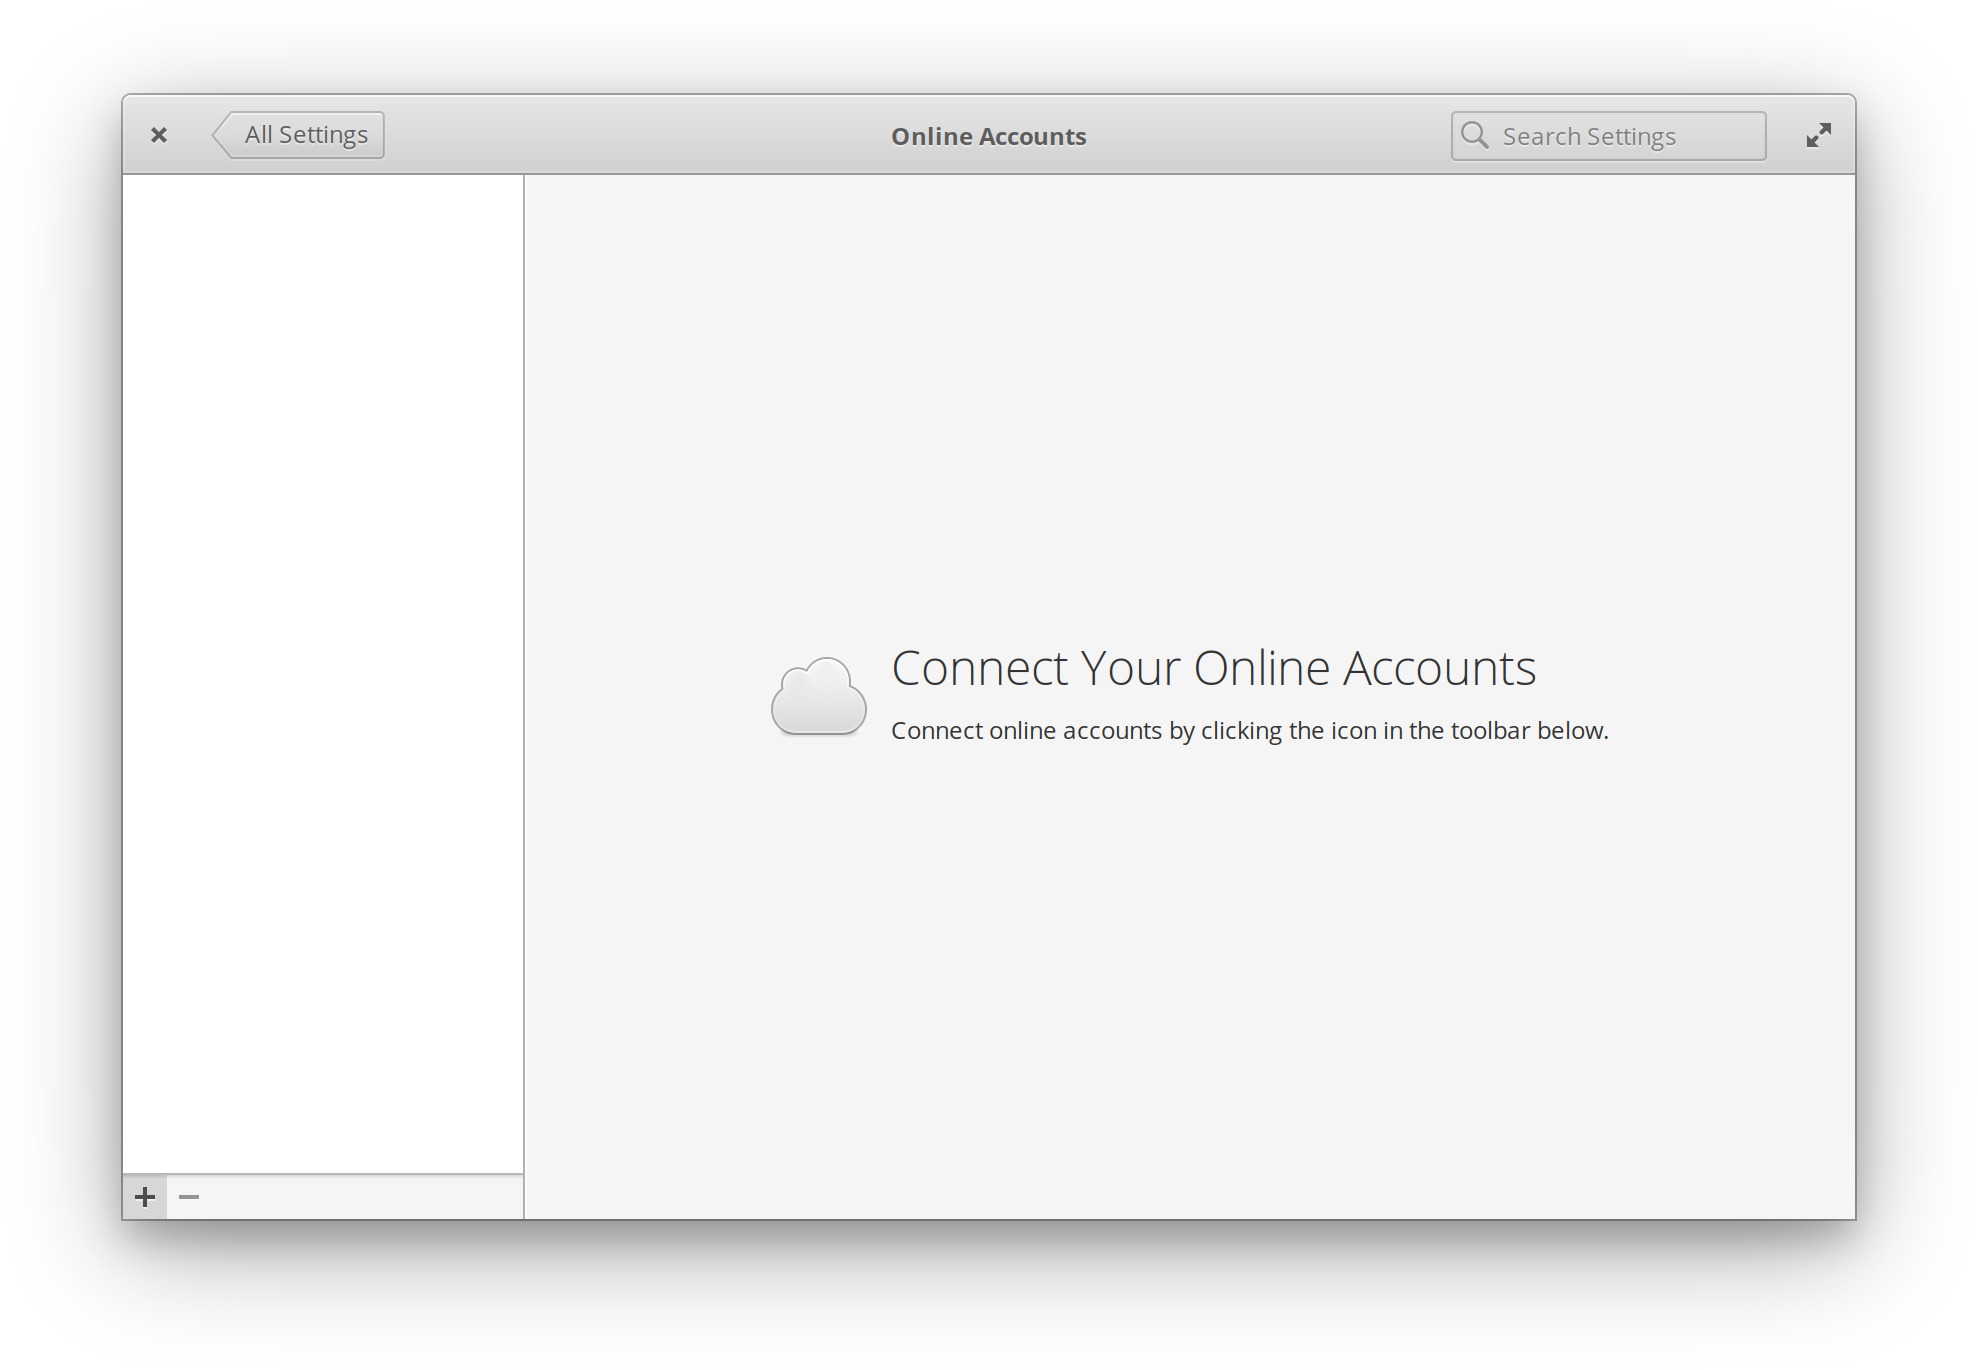 All Settings
Online Accounts
Search Settings
Connect Your Online Accounts
Connect online accounts by clicking the icon in the toolbar below.